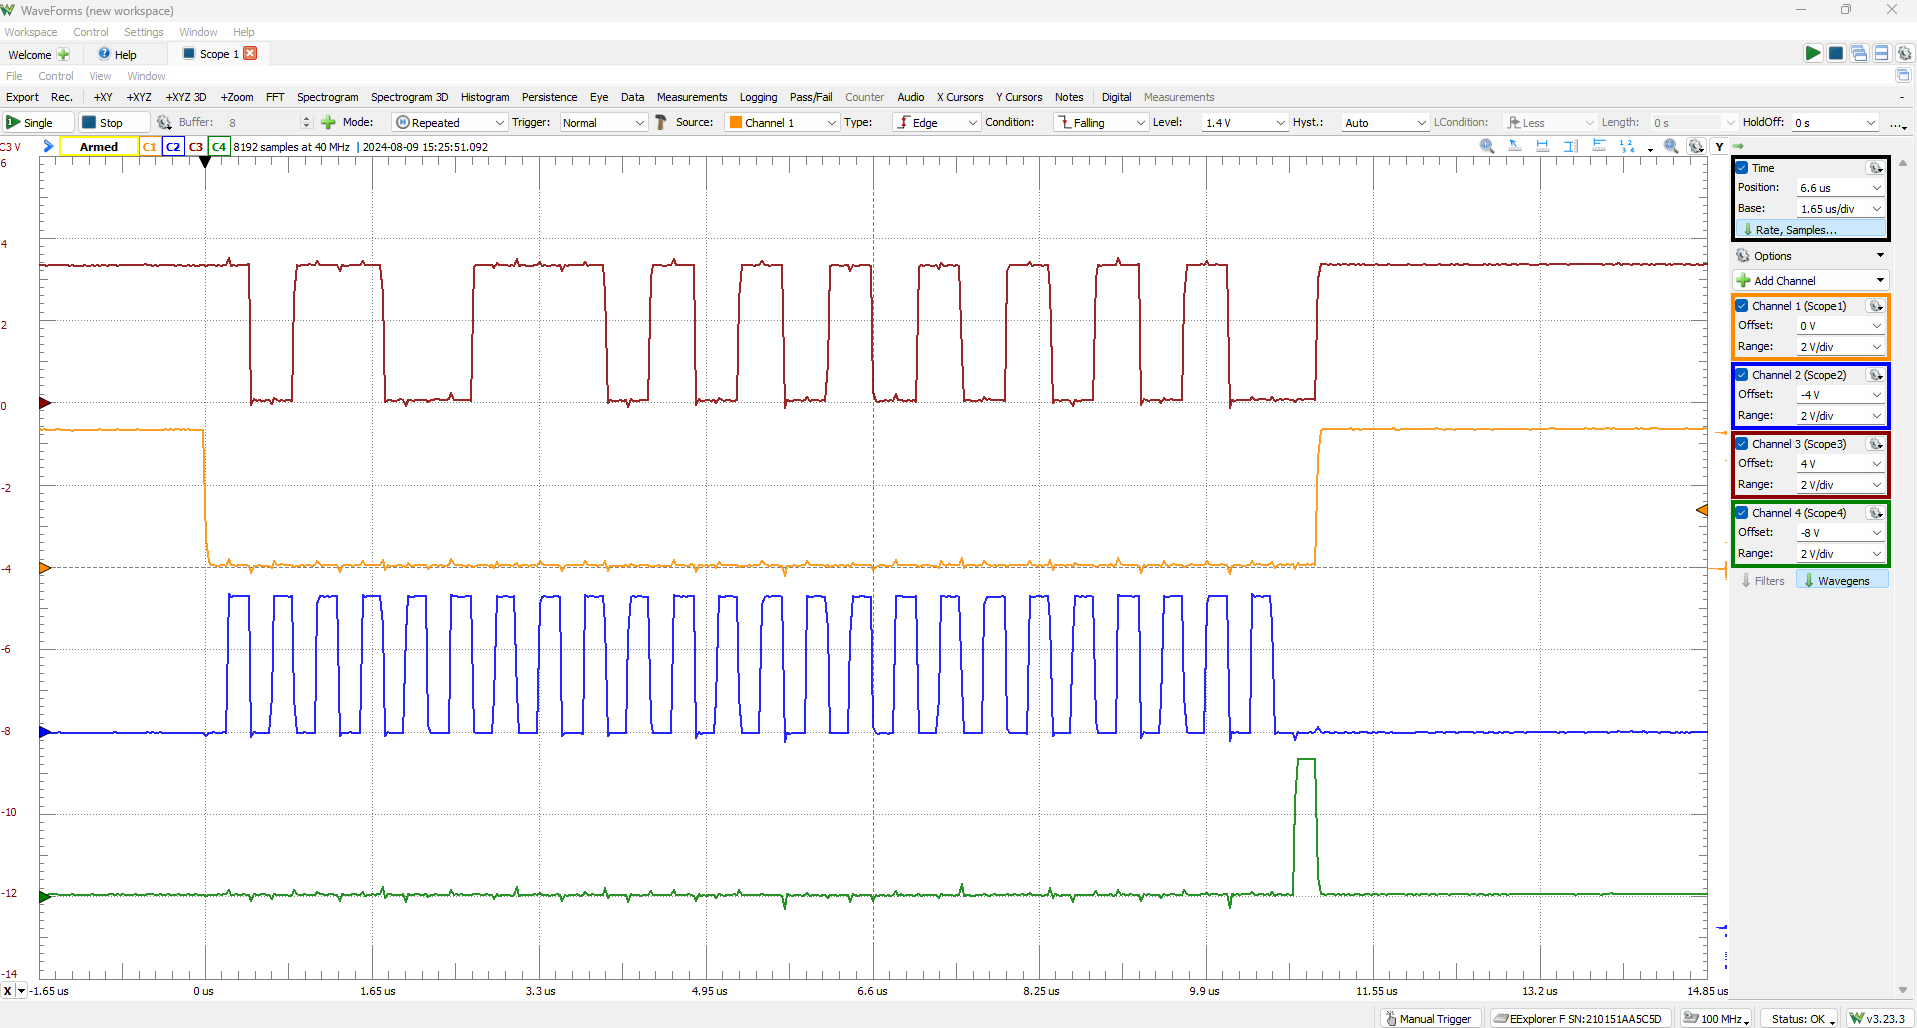 WaveForms (new workspace)
Workspace Control Settings Window Help
Welcome Help Scope 1
File Control View Window
Export Rec. +XY +XYZ +XYZ 3D +Zoom FFT Spectrogram Spectrogram 3D Histogram Persistence Eye Data Measurements Logging Pass/Fail Counter Audio X Cursors Y Cursors Notes Digital Measurements
Single Stop Buffer: 8 Mode: Repeated Trigger: Normal Source: Channel 1 Type: Edge Condition: Falling Level: 1.4 V Hyst.: Auto LCondition: Less Length: 0 s HoldOff: 0 s ...
C3 V Armed C1 C2 C3 C4 8192 samples at 40 MHz | 2024-08-09 15:25:51.092 Y
6
4
2
0
-2
-4
-6
-8
-10
-12
-14
X -1.65 us 0 us 1.65 us 3.3 us 4.95 us 6.6 us 8.25 us 9.9 us 11.55 us 13.2 us 14.85 us
Time
Position: 6.6 us
Base: 1.65 us/div
Rate, Samples...
Options
Add Channel
Channel 1 (Scope1)
Offset: 0 V
Range: 2 V/div
Channel 2 (Scope2)
Offset: -4 V
Range: 2 V/div
Channel 3 (Scope3)
Offset: 4 V
Range: 2 V/div
Channel 4 (Scope4)
Offset: -8 V
Range: 2 V/div
Filters Wavegens
Manual Trigger EExplorer F SN:210151AA5C5D 100 MHz Status: OK v3.23.3